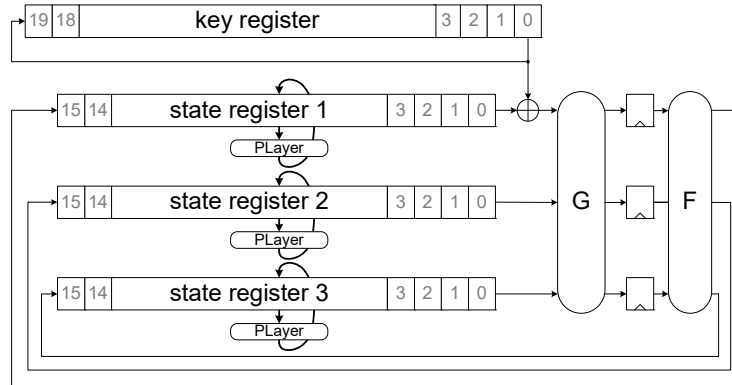 19 18 key register 3 2 1 0
15 14 state register 1 3 2 1 0
PLayer
15 14 state register 2 3 2 1 0
G F
PLayer
15 14 state register 3 3 2 1 0
PLayer